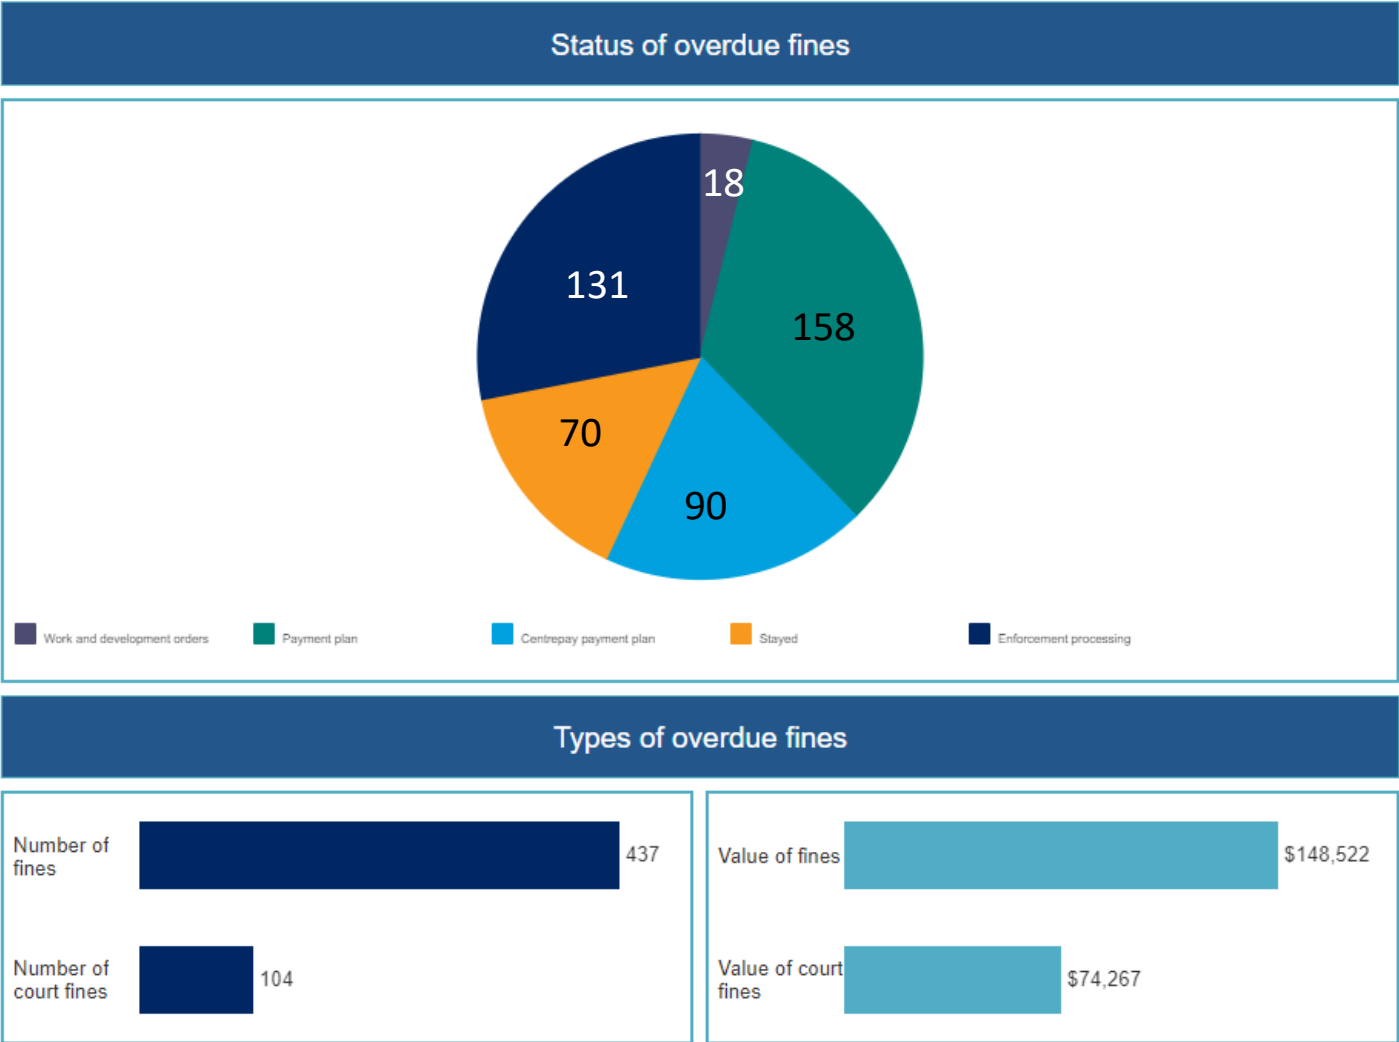 Status of overdue fines
18
131
158
70
90
Work and development orders
Payment plan
Centrepay payment plan
Stayed
Enforcement processing
Types of overdue fines
Number of
fines
437
Number of
court fines
104
Value of fines
$148,522
Value of court
fines
$74,267